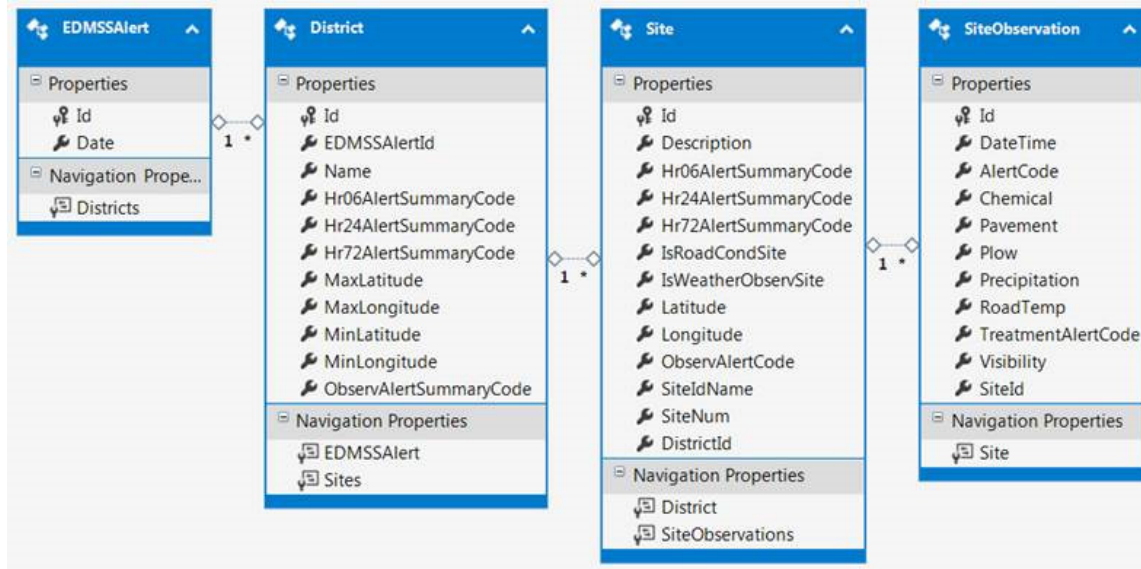 EDMSSAlert
Properties
Id
Date
Navigation Prope...
Districts
1 *
District
Properties
Id
EDMSSAlertId
Name
Hr06AlertSummaryCode
Hr24AlertSummaryCode
Hr72AlertSummaryCode
MaxLatitude
MaxLongitude
MinLatitude
MinLongitude
ObservAlertSummaryCode
Navigation Properties
EDMSSAlert
Sites
1 *
Site
Properties
Id
Description
Hr06AlertSummaryCode
Hr24AlertSummaryCode
Hr72AlertSummaryCode
IsRoadCondSite
IsWeatherObservSite
Latitude
Longitude
ObservAlertCode
SiteIdName
SiteNum
DistrictId
Navigation Properties
District
SiteObservations
1 *
SiteObservation
Properties
Id
DateTime
AlertCode
Chemical
Pavement
Plow
Precipitation
RoadTemp
TreatmentAlertCode
Visibility
SiteId
Navigation Properties
Site